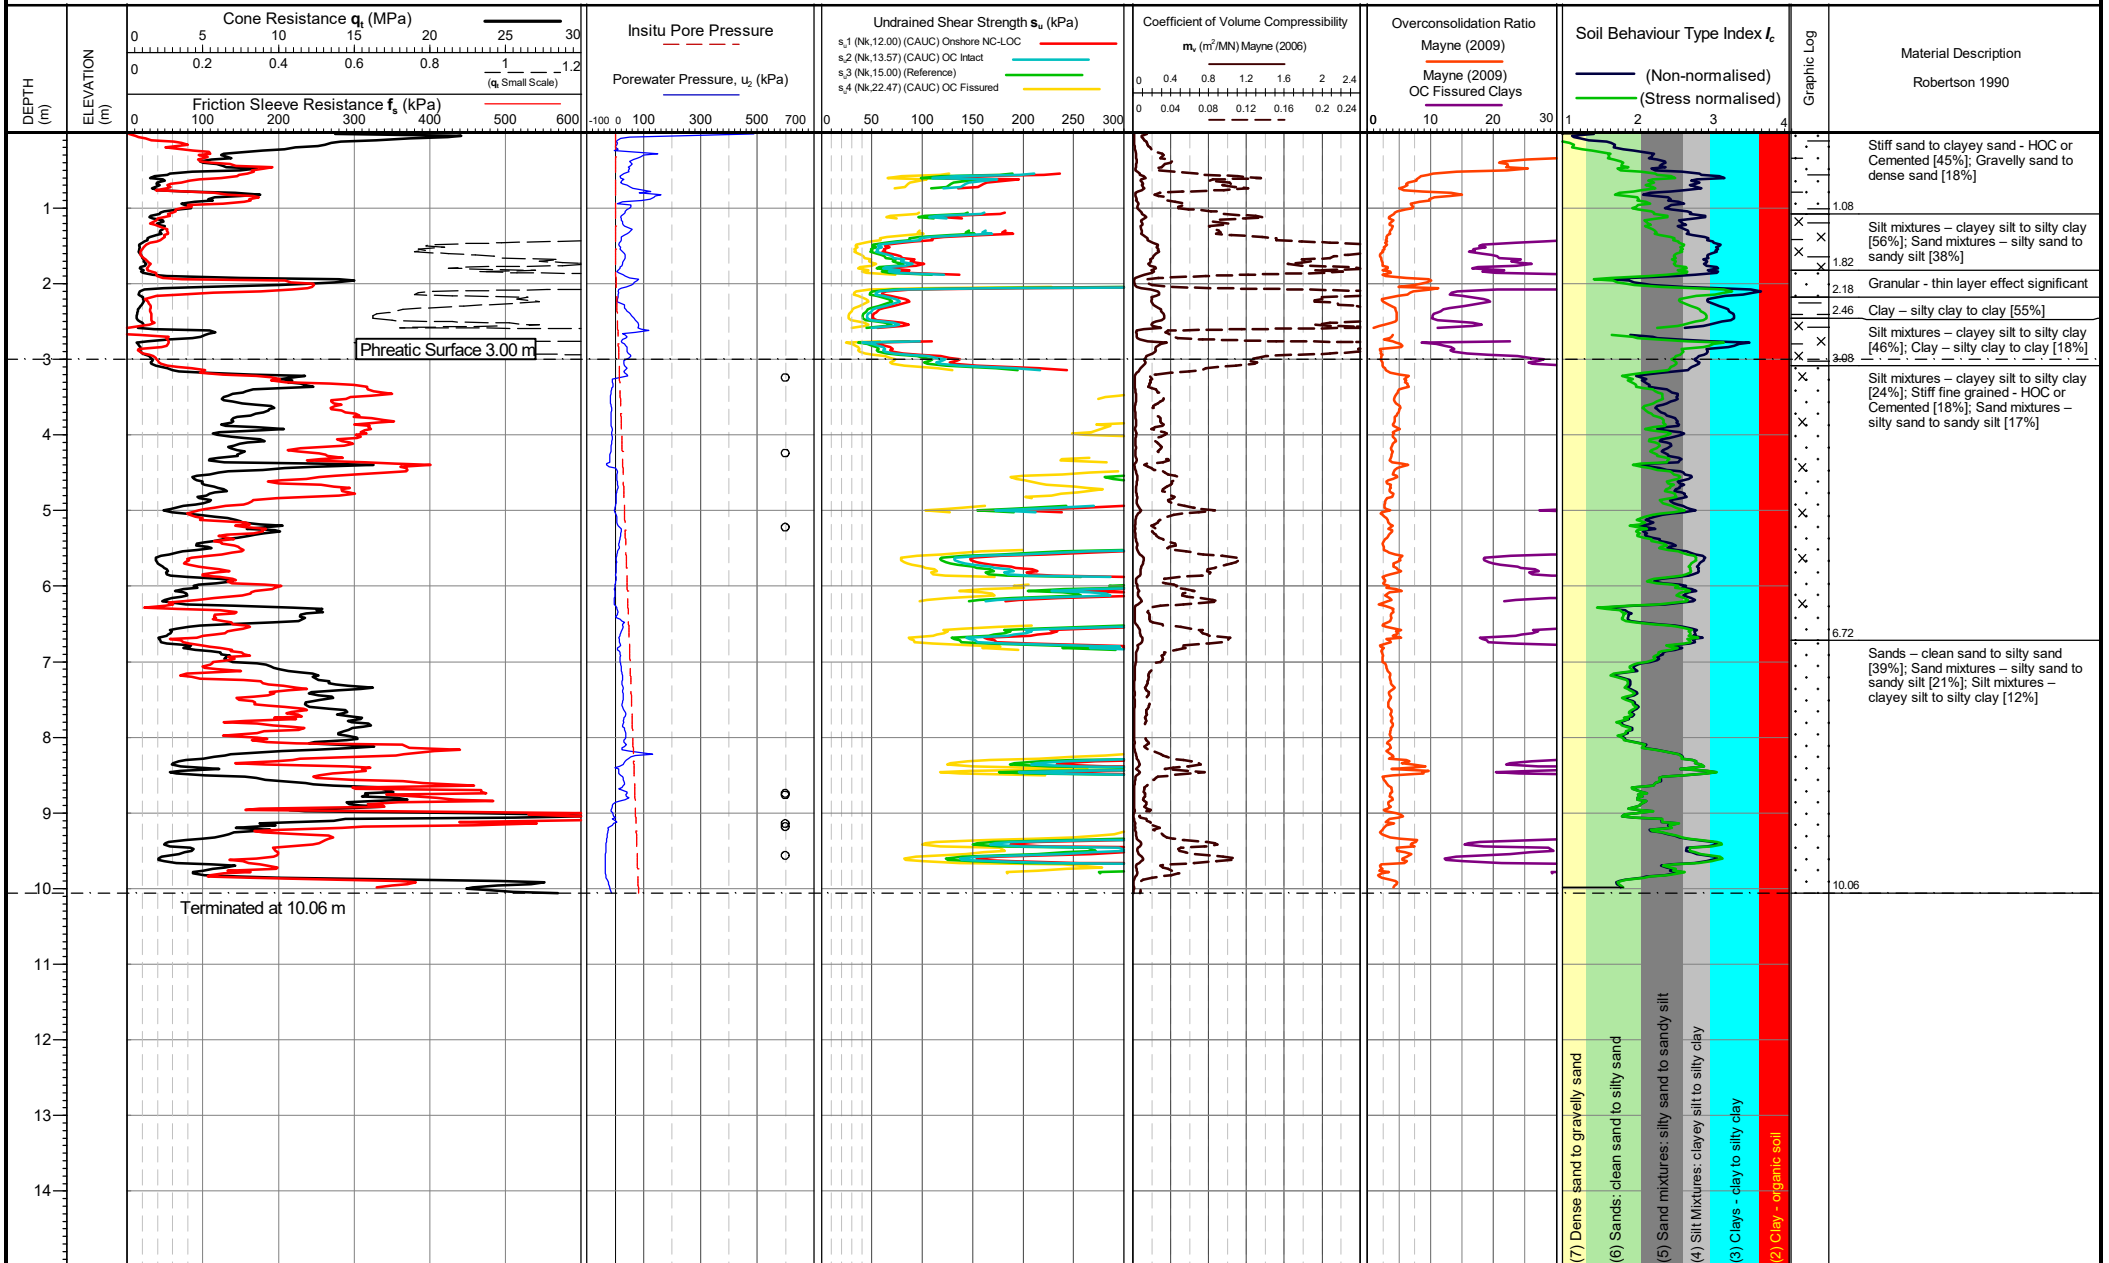 DEPTH
(m)
ELEVATION
(m)
Cone Resistance qt (MPa)
0 5 10 15 20 25 30
0 0.2 0.4 0.6 0.8 1 1.2
(qt Small Scale)
Friction Sleeve Resistance fs (kPa)
0 100 200 300 400 500 600
Insitu Pore Pressure
Porewater Pressure, u2 (kPa)
-100 0 100 300 500 700
Undrained Shear Strength su (kPa)
su1 (Nk,12.00) (CAUC) Onshore NC-LOC
su2 (Nk,13.57) (CAUC) OC Intact
su3 (Nk,15.00) (Reference)
su4 (Nk,22.47) (CAUC) OC Fissured
0 50 100 150 200 250 300
Coefficient of Volume Compressibility
mv (m2/MN) Mayne (2006)
0 0.4 0.8 1.2 1.6 2 2.4
0 0.04 0.08 0.12 0.16 0.2 0.24
Overconsolidation Ratio
Mayne (2009)
Mayne (2009)
OC Fissured Clays
0 10 20 30
Soil Behaviour Type Index Ic
(Non-normalised)
(Stress normalised)
1 2 3 4
Graphic Log
Material Description
Robertson 1990
Stiff sand to clayey sand - HOC or
Cemented [45%]; Gravelly sand to
dense sand [18%]
1
1.08
Silt mixtures – clayey silt to silty clay
[56%]; Sand mixtures – silty sand to
sandy silt [38%]
1.82
2
Granular - thin layer effect significant
2.18
Clay – silty clay to clay [55%]
2.46
Silt mixtures – clayey silt to silty clay
[46%]; Clay – silty clay to clay [18%]
Phreatic Surface 3.00 m
3
3.08
Silt mixtures – clayey silt to silty clay
[24%]; Stiff fine grained - HOC or
Cemented [18%]; Sand mixtures –
silty sand to sandy silt [17%]
4
5
6
6.72
Sands – clean sand to silty sand
[39%]; Sand mixtures – silty sand to
sandy silt [21%]; Silt mixtures –
clayey silt to silty clay [12%]
7
8
9
10
10.06
Terminated at 10.06 m
11
12
13
14
(7) Dense sand to gravelly sand
(6) Sands: clean sand to silty sand
(5) Sand mixtures: silty sand to sandy silt
(4) Silt Mixtures: clayey silt to silty clay
(3) Clays - clay to silty clay
(2) Clay - organic soil